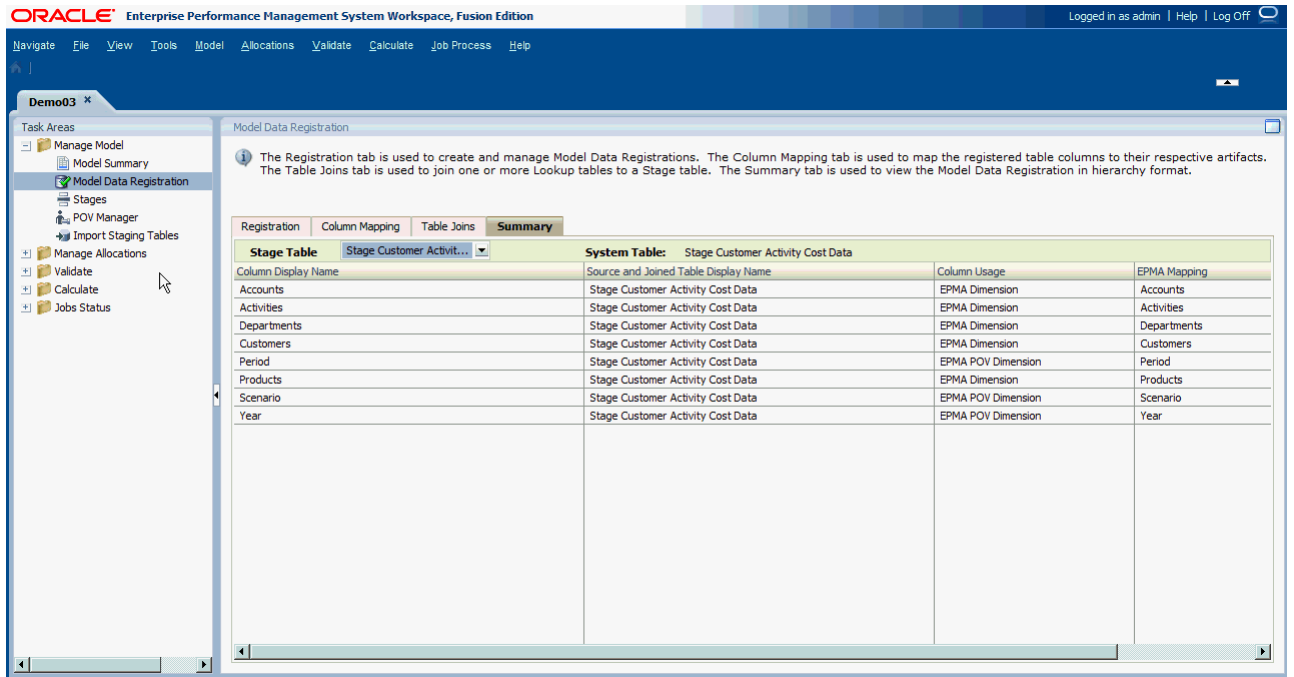 ORACLE Enterprise Performance Management System Workspace, Fusion Edition Logged in as admin | Help | Log Off
Navigate File View Tools Model Allocations Validate Calculate Job Process Help
Demo03 ×
Task Areas
Manage Model
Model Summary
Model Data Registration
Stages
POV Manager
Import Staging Tables
Manage Allocations
Validate
Calculate
Jobs Status
Model Data Registration
The Registration tab is used to create and manage Model Data Registrations. The Column Mapping tab is used to map the registered table columns to their respective artifacts.
The Table Joins tab is used to join one or more Lookup tables to a Stage table. The Summary tab is used to view the Model Data Registration in hierarchy format.
Registration Column Mapping Table Joins Summary
Stage Table Stage Customer Activit... System Table: Stage Customer Activity Cost Data
Column Display Name Source and Joined Table Display Name Column Usage EPMA Mapping
Accounts Stage Customer Activity Cost Data EPMA Dimension Accounts
Activities Stage Customer Activity Cost Data EPMA Dimension Activities
Departments Stage Customer Activity Cost Data EPMA Dimension Departments
Customers Stage Customer Activity Cost Data EPMA Dimension Customers
Period Stage Customer Activity Cost Data EPMA POV Dimension Period
Products Stage Customer Activity Cost Data EPMA Dimension Products
Scenario Stage Customer Activity Cost Data EPMA POV Dimension Scenario
Year Stage Customer Activity Cost Data EPMA POV Dimension Year